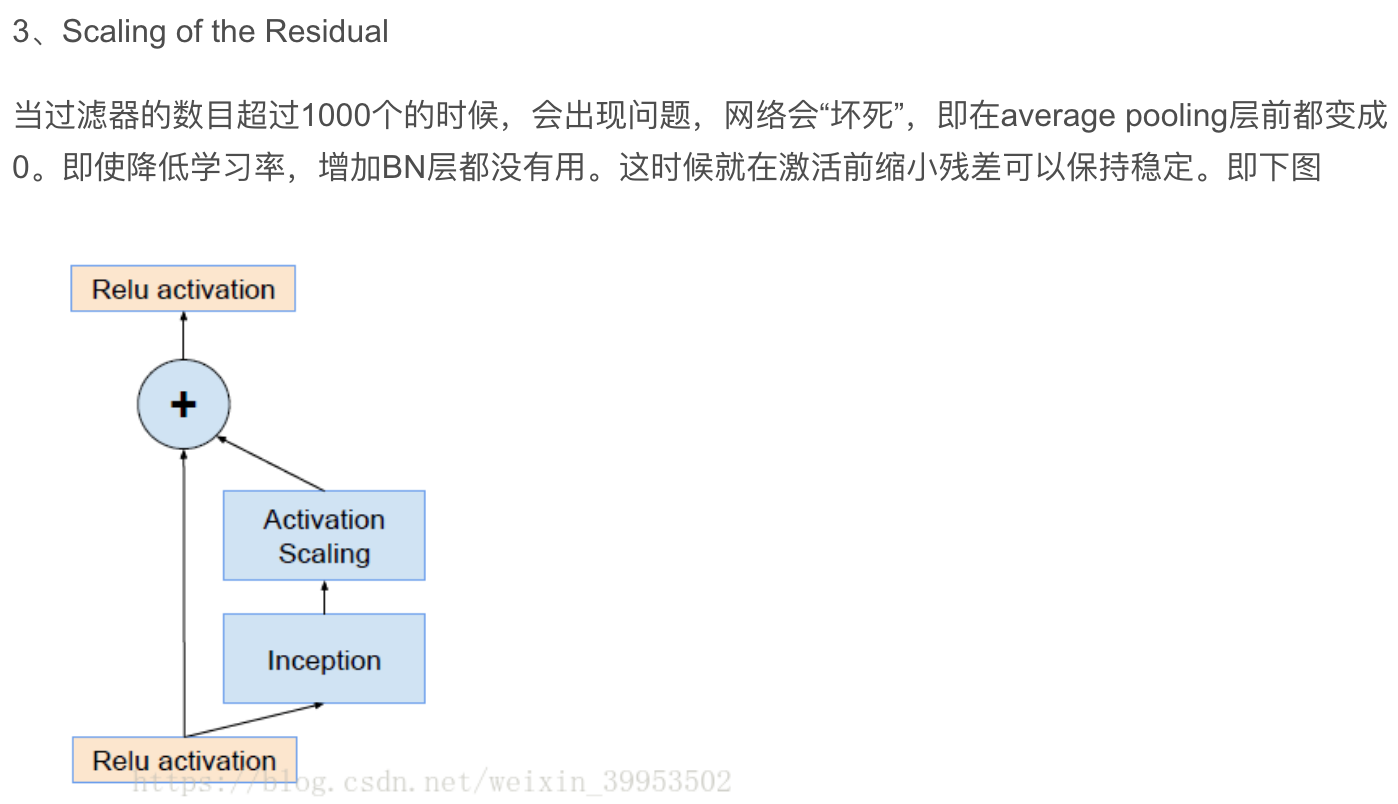 3、Scaling of the Residual
当过滤器的数目超过1000个的时候，会出现问题，网络会“坏死”，即在average pooling层前都变成
0。即使降低学习率，增加BN层都没有用。这时候就在激活前缩小残差可以保持稳定。即下图
Relu activation
+
Activation
Scaling
Inception
Relu activation
https://blog.csdn.net/weixin_39953502